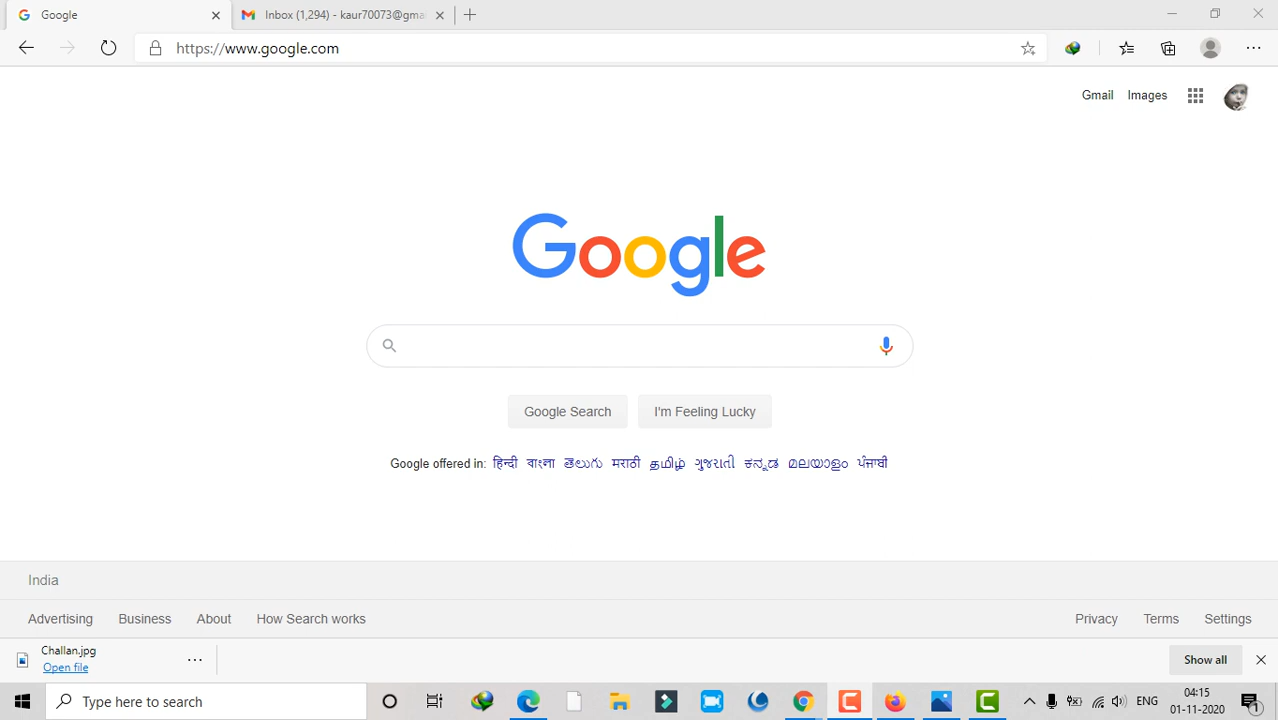 Google
Inbox (1,294) - kaur70073@gma
https://www.google.com
Gmail Images
Google
Google Search I'm Feeling Lucky
Google offered in: हिन्दी বাংলা తెలుగు मराठी தமிழ் ગુજરાતી ಕನ್ನಡ മലയാളം ਪੰਜਾਬੀ
India
Advertising Business About How Search works Privacy Terms Settings
Challan.jpg
Open file
Show all
Type here to search
ENG
04:15
01-11-2020
1